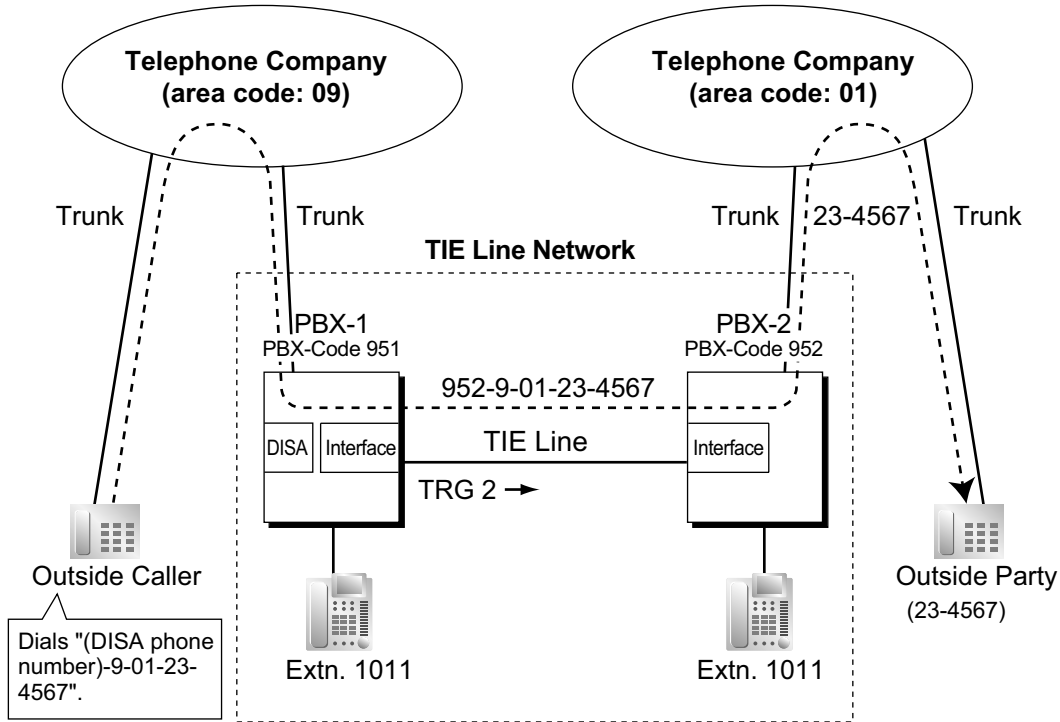 Telephone Company
(area code: 09)
Telephone Company
(area code: 01)
Trunk
Trunk
Trunk
23-4567
Trunk
TIE Line Network
PBX-1
PBX-Code 951
PBX-2
PBX-Code 952
952-9-01-23-4567
DISA
Interface
TIE Line
Interface
TRG 2 →
Outside Caller
Outside Party
(23-4567)
Dials "(DISA phone
number)-9-01-23-
4567".
Extn. 1011
Extn. 1011